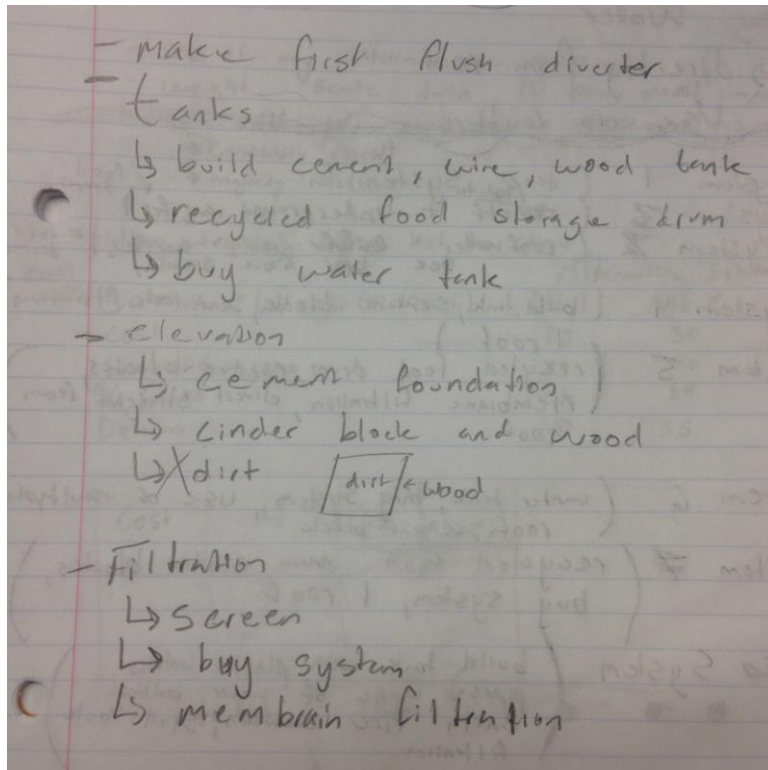 - make first flush diverter
- tanks
↳ build cement, wire, wood tank
↳ recycled food storage drum
↳ buy water tank
- elevation
↳ cement foundation
↳ cinder block and wood
↳ X dirt dirt ← wood
- Filtration
↳ screen
↳ buy system
↳ membrain filtration